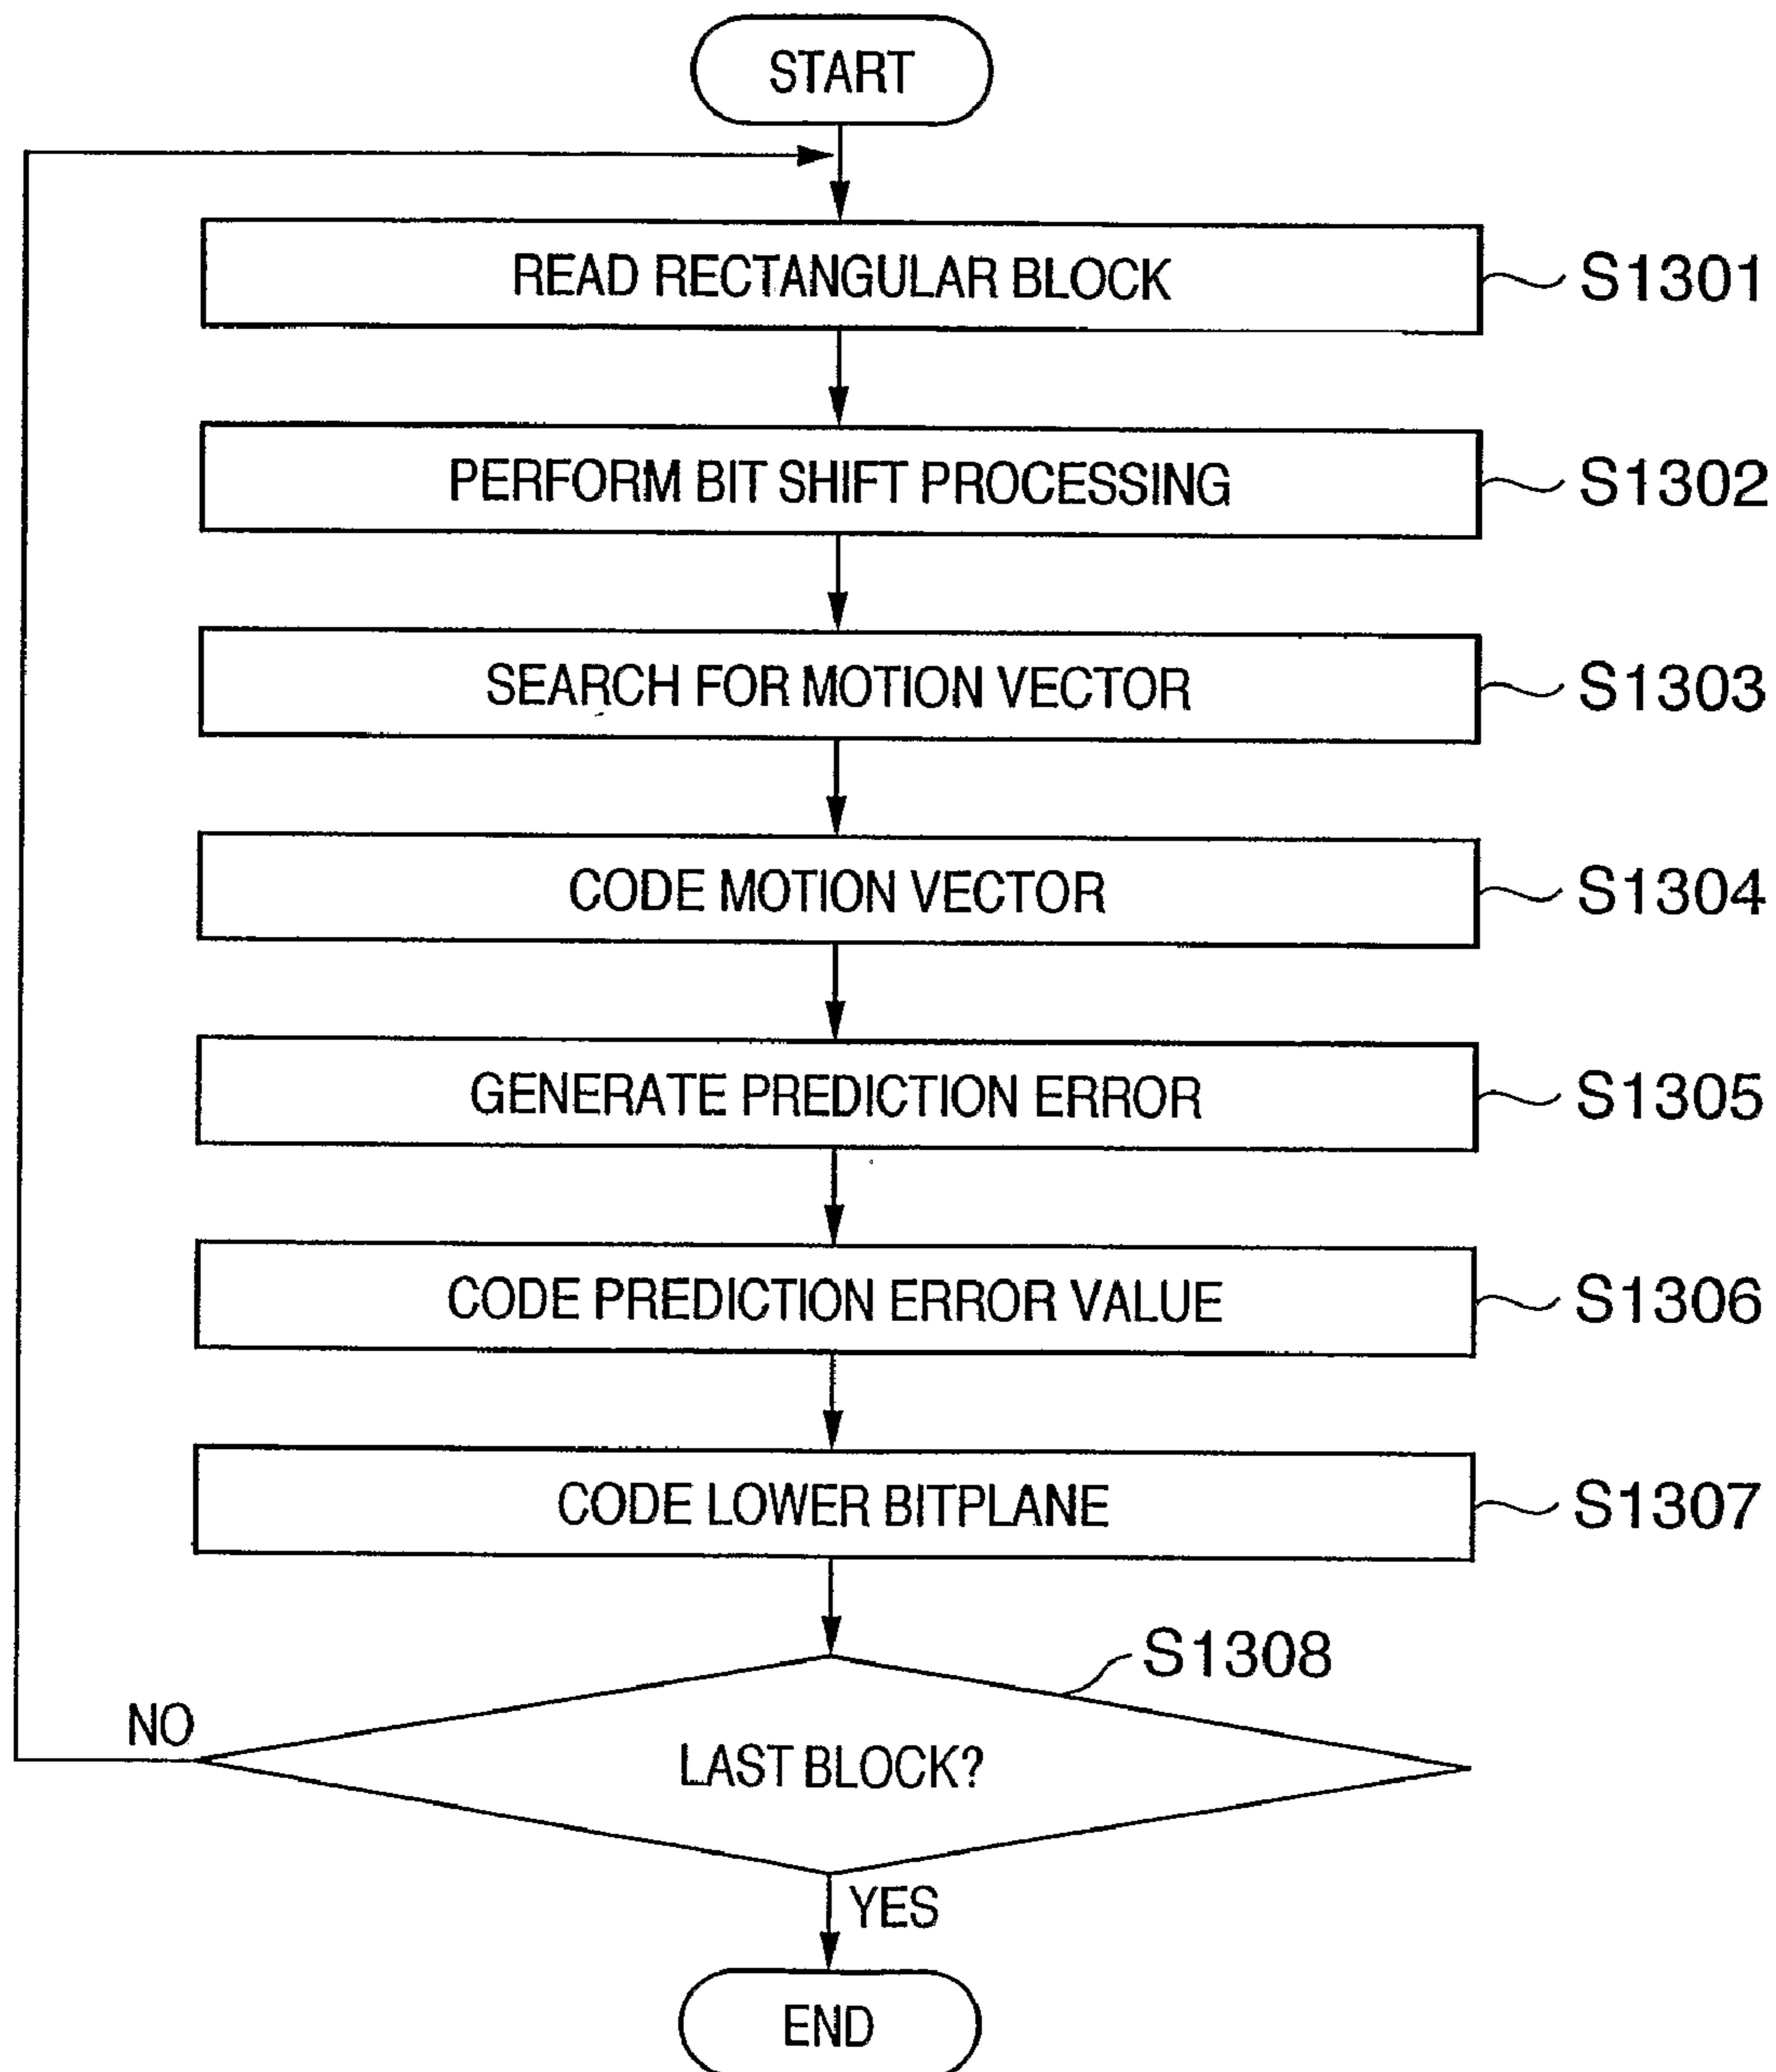 START
READ RECTANGULAR BLOCK
S1301
PERFORM BIT SHIFT PROCESSING
S1302
SEARCH FOR MOTION VECTOR
S1303
CODE MOTION VECTOR
S1304
GENERATE PREDICTION ERROR
S1305
CODE PREDICTION ERROR VALUE
S1306
CODE LOWER BITPLANE
S1307
S1308
NO
LAST BLOCK?
YES
END